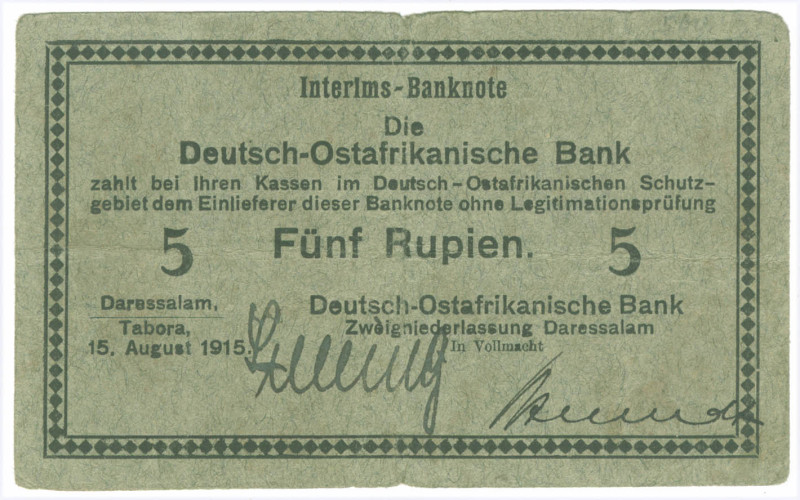 Interims-Banknote
Die
Deutsch-Ostafrikanische Bank
zahlt bei Ihren Kassen im Deutsch-Ostafrikanischen Schutz-
gebiet dem Einlieferer dieser Banknote ohne Legitimationsprüfung
5 Fünf Rupien. 5
Daressalam,
Tabora,
15. August 1915.
Deutsch-Ostafrikanische Bank
Zweigniederlassung Daressalam
In Vollmacht